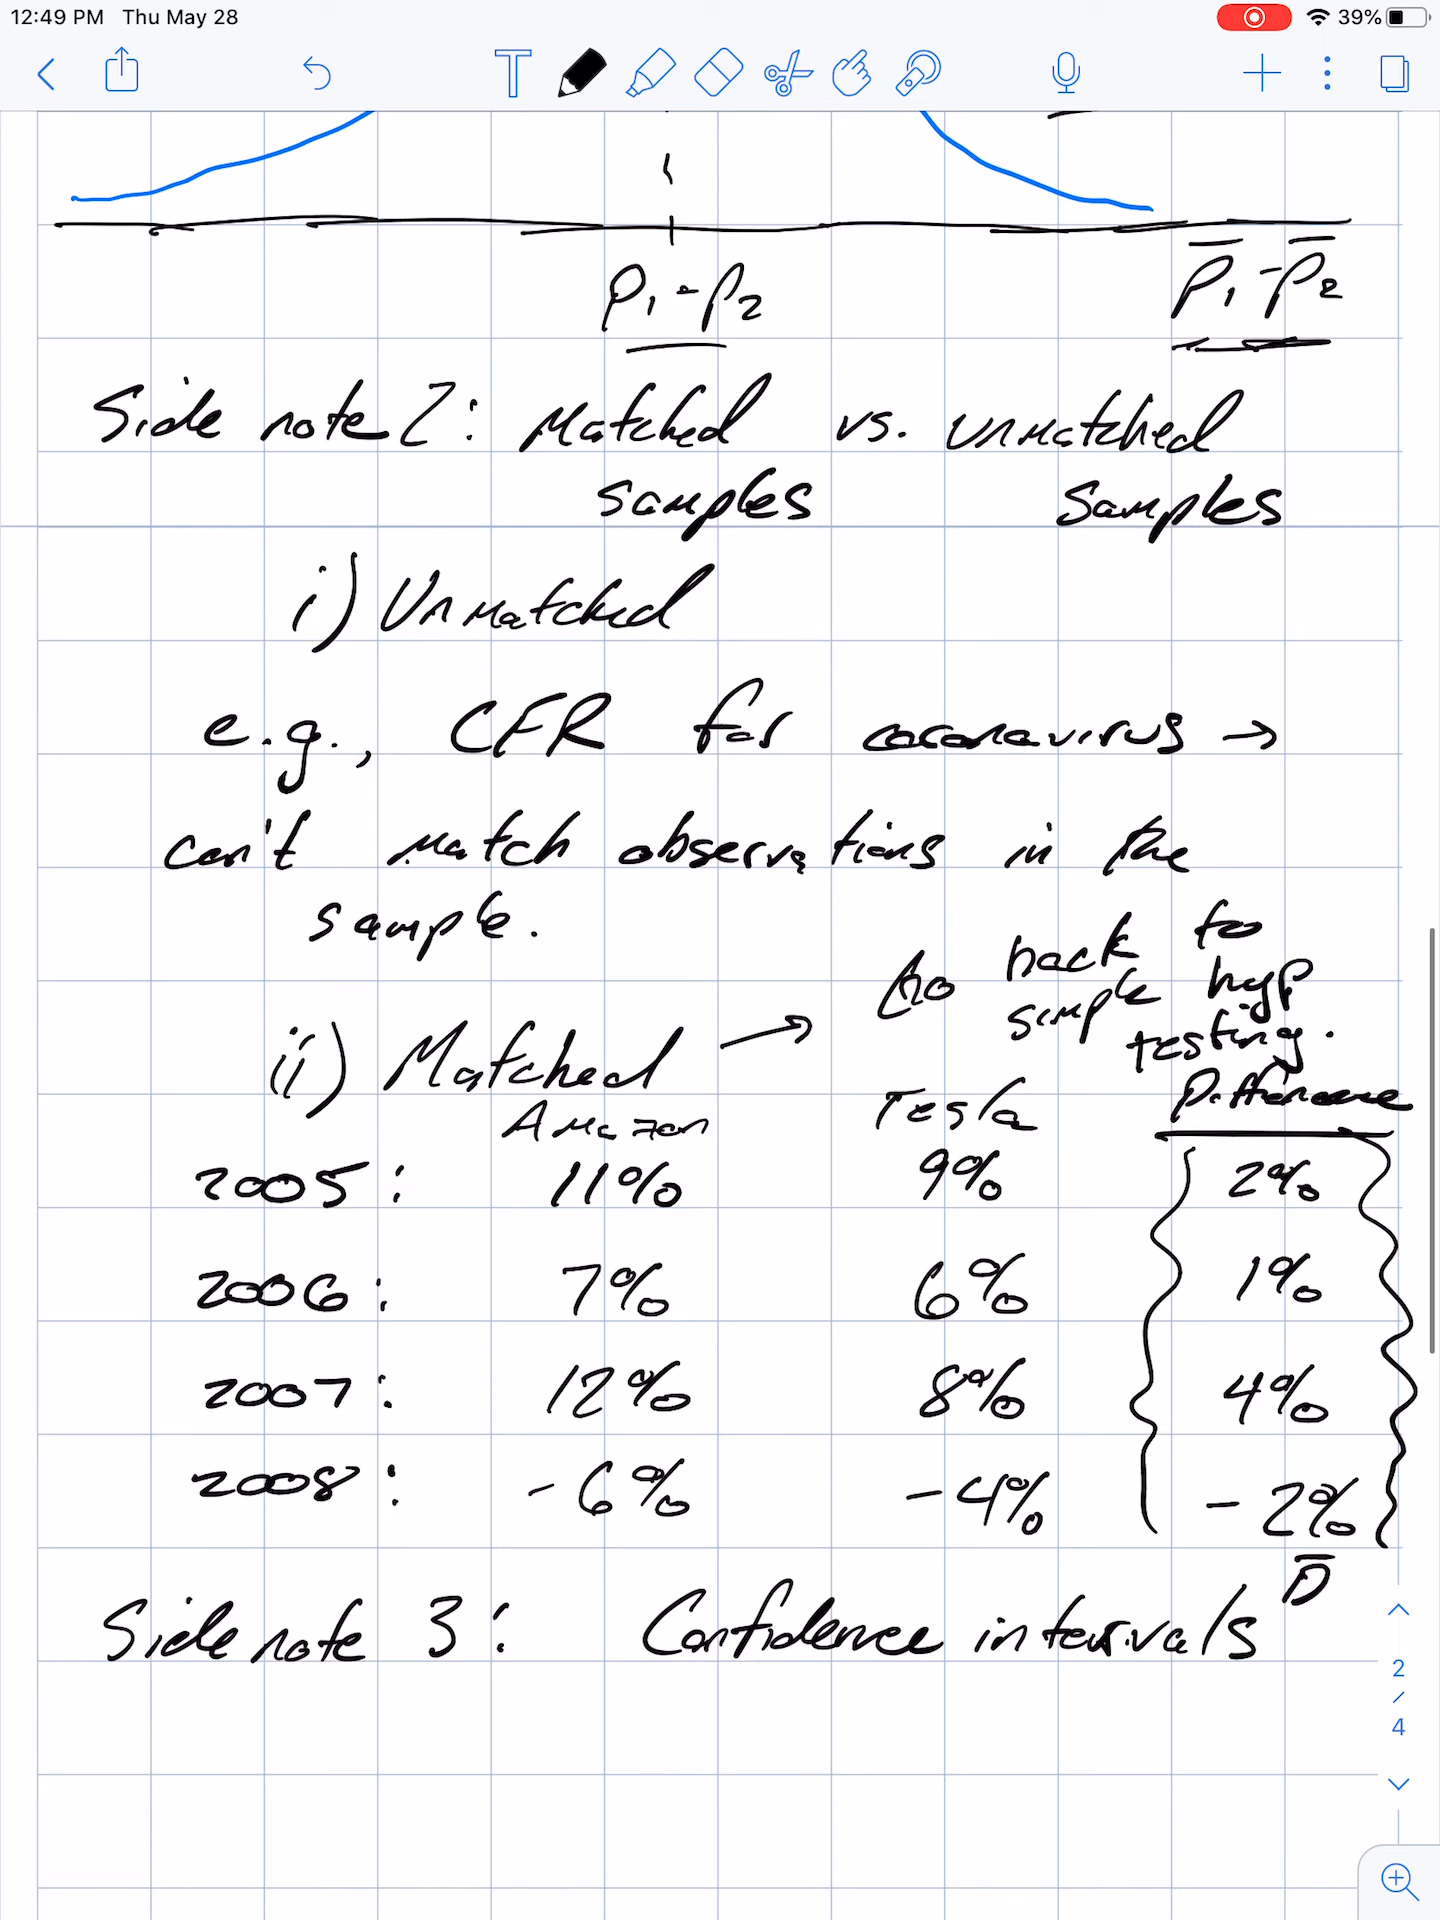 12:49 PM Thu May 28 39%
p1 - p2
p̅1 - p̅2
Side note 2: Matched vs. unmatched
samples samples
i) Unmatched
e.g., CFR for coronavirus →
can't match observations in the
sample.
Go back to
simple hyp
testing.
ii) Matched →
Amazon Tesla Difference
2005: 11% 9% 2%
2006: 7% 6% 1%
2007: 12% 8% 4%
2008: -6% -4% -2%
D̅
Side note 3: Confidence intervals
2
/
4